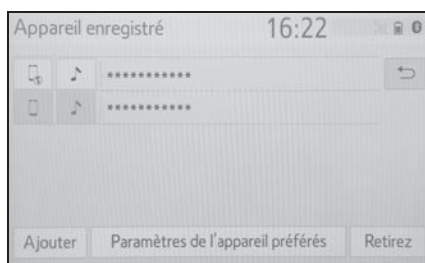 Appareil enregistré 16:22
***********
***********
Ajouter Paramètres de l'appareil préférés Retirez